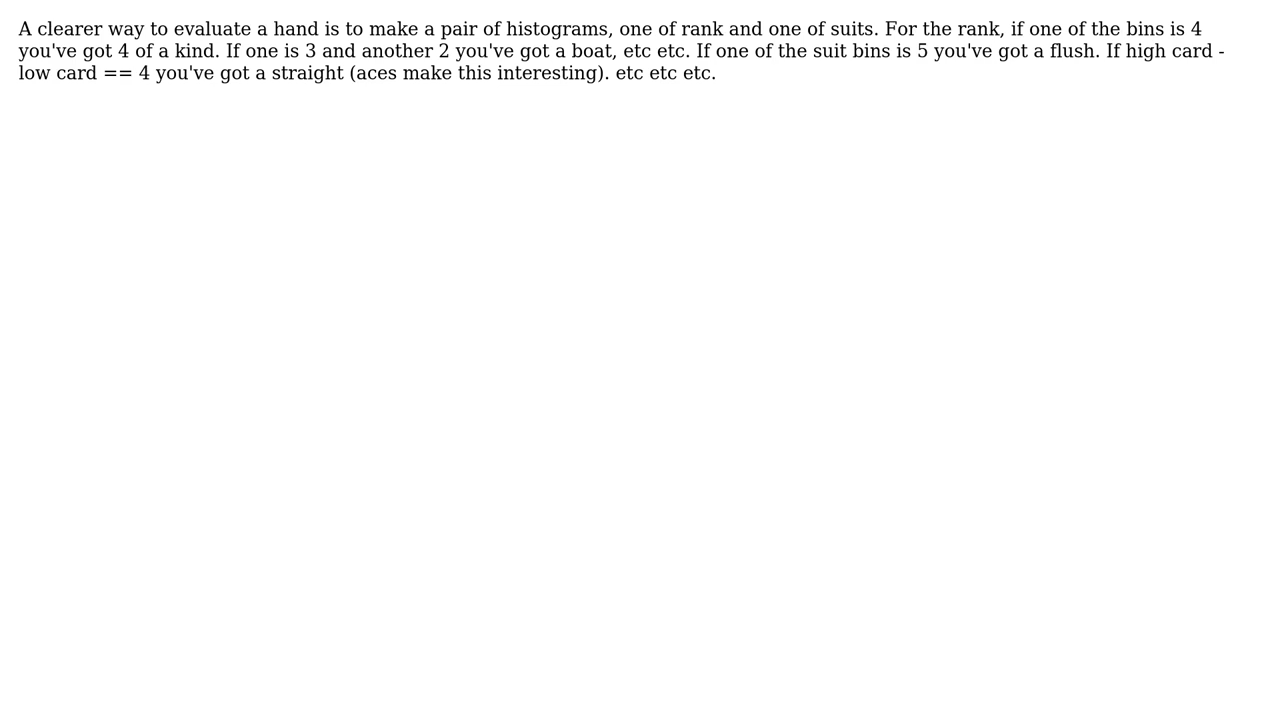 A clearer way to evaluate a hand is to make a pair of histograms, one of rank and one of suits. For the rank, if one of the bins is 4
you've got 4 of a kind. If one is 3 and another 2 you've got a boat, etc etc. If one of the suit bins is 5 you've got a flush. If high card -
low card == 4 you've got a straight (aces make this interesting). etc etc etc.